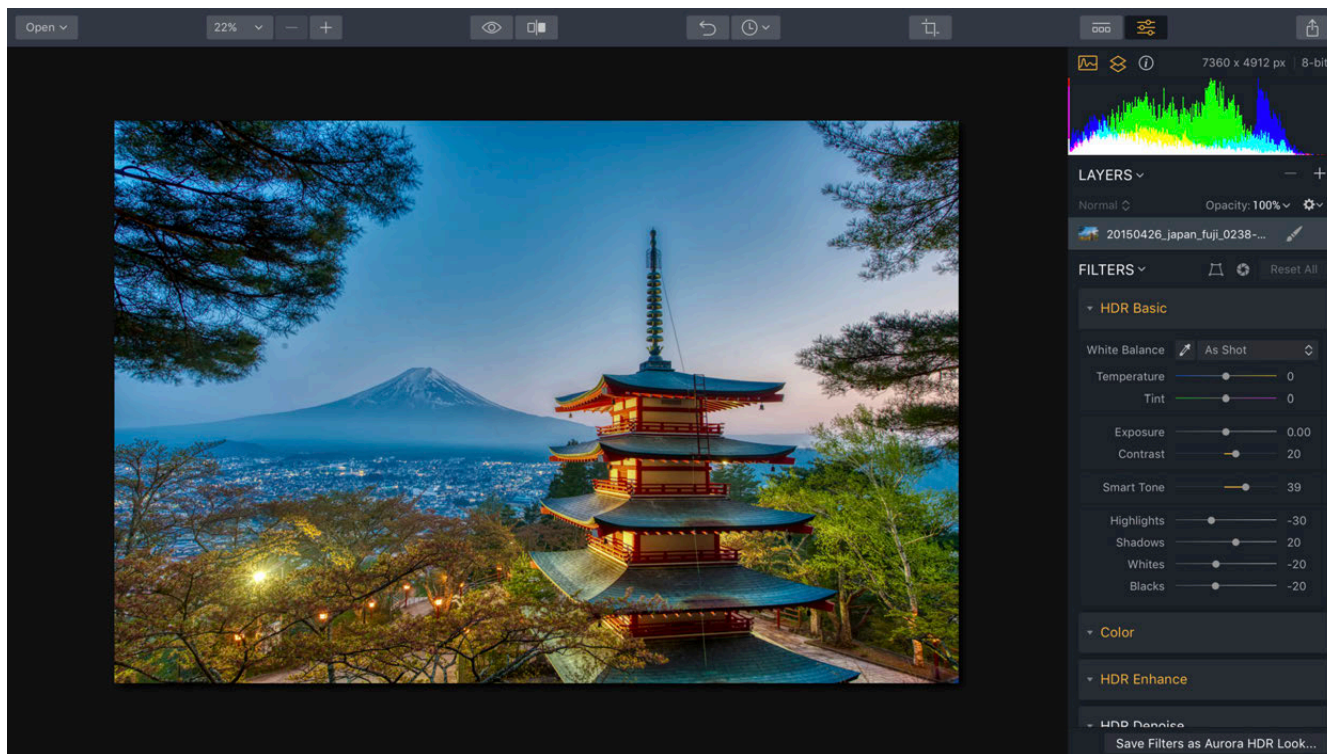 Open
22%
7360 x 4912 px 8-bit
LAYERS
Normal
Opacity: 100%
20150426_japan_fuji_0238-...
FILTERS
Reset All
HDR Basic
White Balance As Shot
Temperature 0
Tint 0
Exposure 0.00
Contrast 20
Smart Tone 39
Highlights -30
Shadows 20
Whites -20
Blacks -20
Color
HDR Enhance
HDR Denoise
Save Filters as Aurora HDR Look...